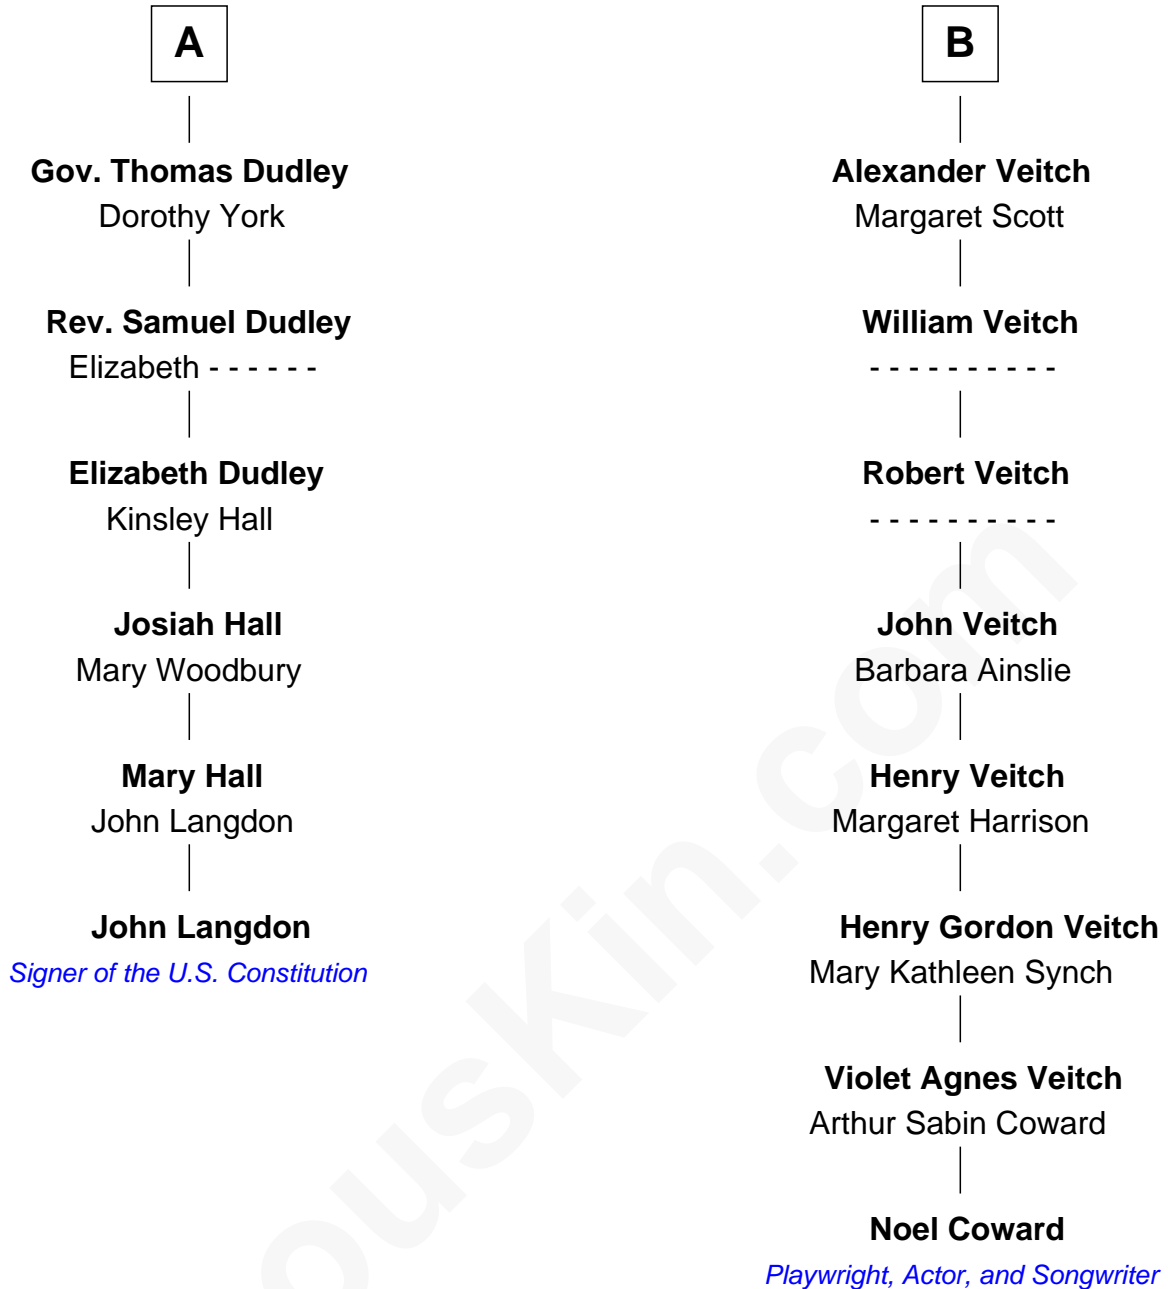 A
Gov. Thomas Dudley
Dorothy York
Rev. Samuel Dudley
Elizabeth - - - - - -
Elizabeth Dudley
Kinsley Hall
Josiah Hall
Mary Woodbury
Mary Hall
John Langdon
John Langdon
Signer of the U.S. Constitution
B
Alexander Veitch
Margaret Scott
William Veitch
- - - - - - - - - -
Robert Veitch
- - - - - - - - - -
John Veitch
Barbara Ainslie
Henry Veitch
Margaret Harrison
Henry Gordon Veitch
Mary Kathleen Synch
Violet Agnes Veitch
Arthur Sabin Coward
Noel Coward
Playwright, Actor, and Songwriter
ouskin.com